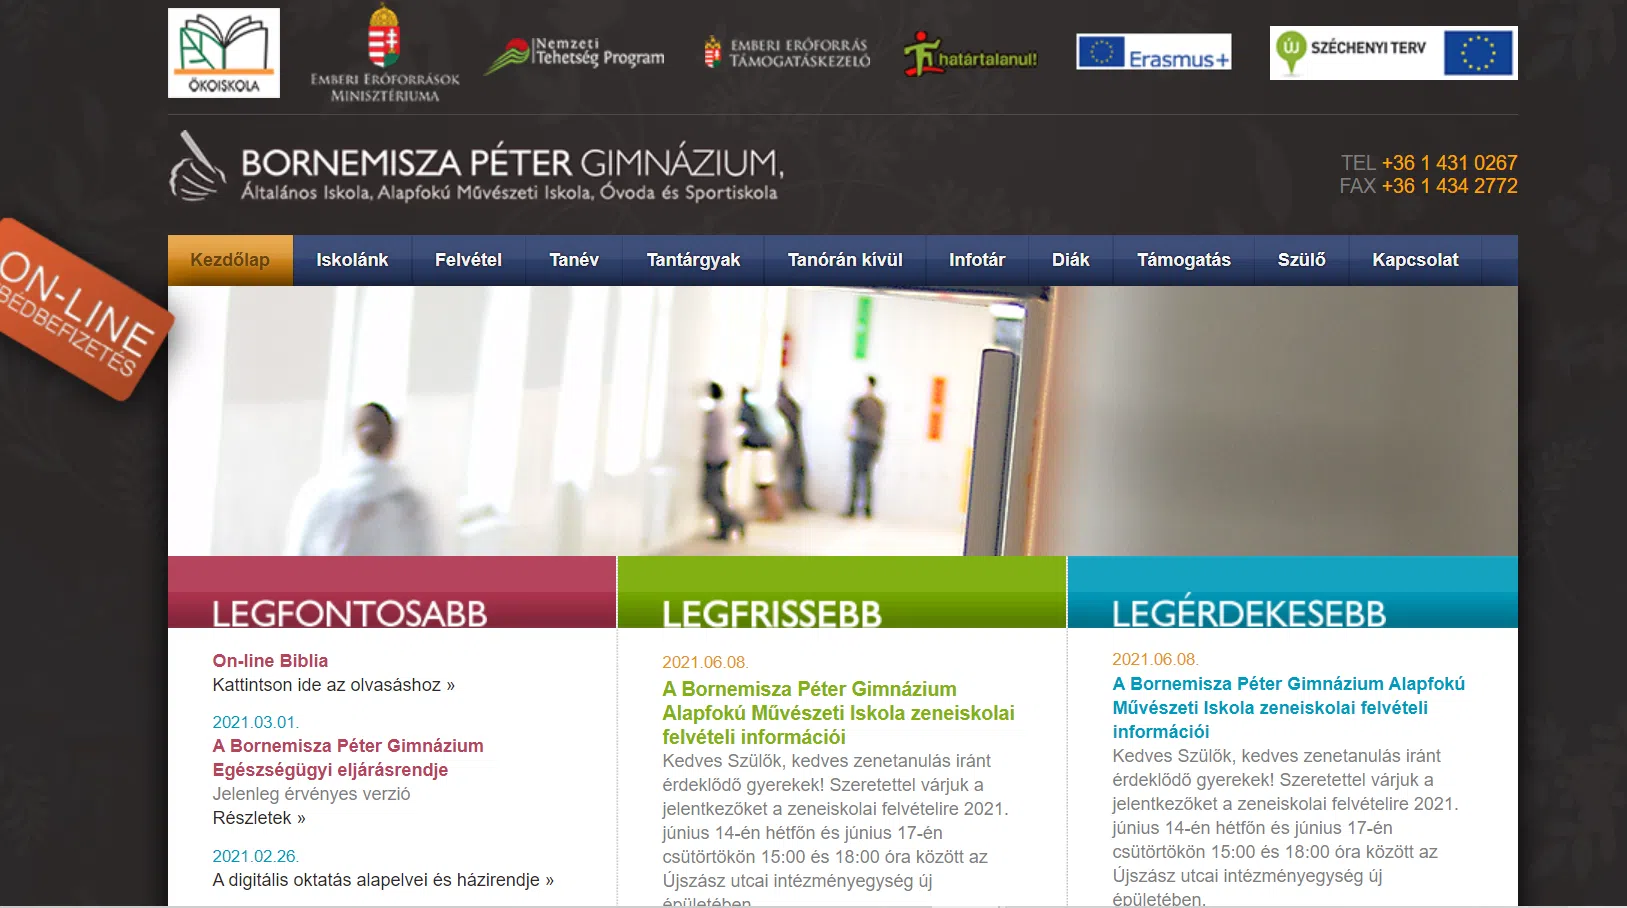 ÖKOISKOLA
EMBERI ERŐFORRÁSOK
MINISZTÉRIUMA
Nemzeti
Tehetség Program
EMBERI ERŐFORRÁS
TÁMOGATÁSKEZELŐ
határtalanul!
Erasmus+
ÚJ SZÉCHENYI TERV
BORNEMISZA PÉTER GIMNÁZIUM,
Általános Iskola, Alapfokú Művészeti Iskola, Óvoda és Sportiskola
TEL +36 1 431 0267
FAX +36 1 434 2772
ON-LINE
Kezdőlap Iskolánk Felvétel Tanév Tantárgyak Tanórán kívül Infotár Diák Támogatás Szülő Kapcsolat
LEGFONTOSABB
On-line Biblia
Kattintson ide az olvasáshoz »
2021.03.01.
A Bornemisza Péter Gimnázium
Egészségügyi eljárásrendje
Jelenleg érvényes verzió
Részletek »
2021.02.26.
A digitális oktatás alapelvei és házirendje »
LEGFRISSEBB
2021.06.08.
A Bornemisza Péter Gimnázium
Alapfokú Művészeti Iskola zeneiskolai
felvételi információi
Kedves Szülők, kedves zenetanulás iránt
érdeklődő gyerekek! Szeretettel várjuk a
jelentkezőket a zeneiskolai felvételire 2021.
június 14-én hétfőn és június 17-én
csütörtökön 15:00 és 18:00 óra között az
Újszász utcai intézményegység új
épületében.
LEGÉRDEKESEBB
2021.06.08.
A Bornemisza Péter Gimnázium Alapfokú
Művészeti Iskola zeneiskolai felvételi
információi
Kedves Szülők, kedves zenetanulás iránt
érdeklődő gyerekek! Szeretettel várjuk a
jelentkezőket a zeneiskolai felvételire 2021.
június 14-én hétfőn és június 17-én
csütörtökön 15:00 és 18:00 óra között az
Újszász utcai intézményegység új
épületében.